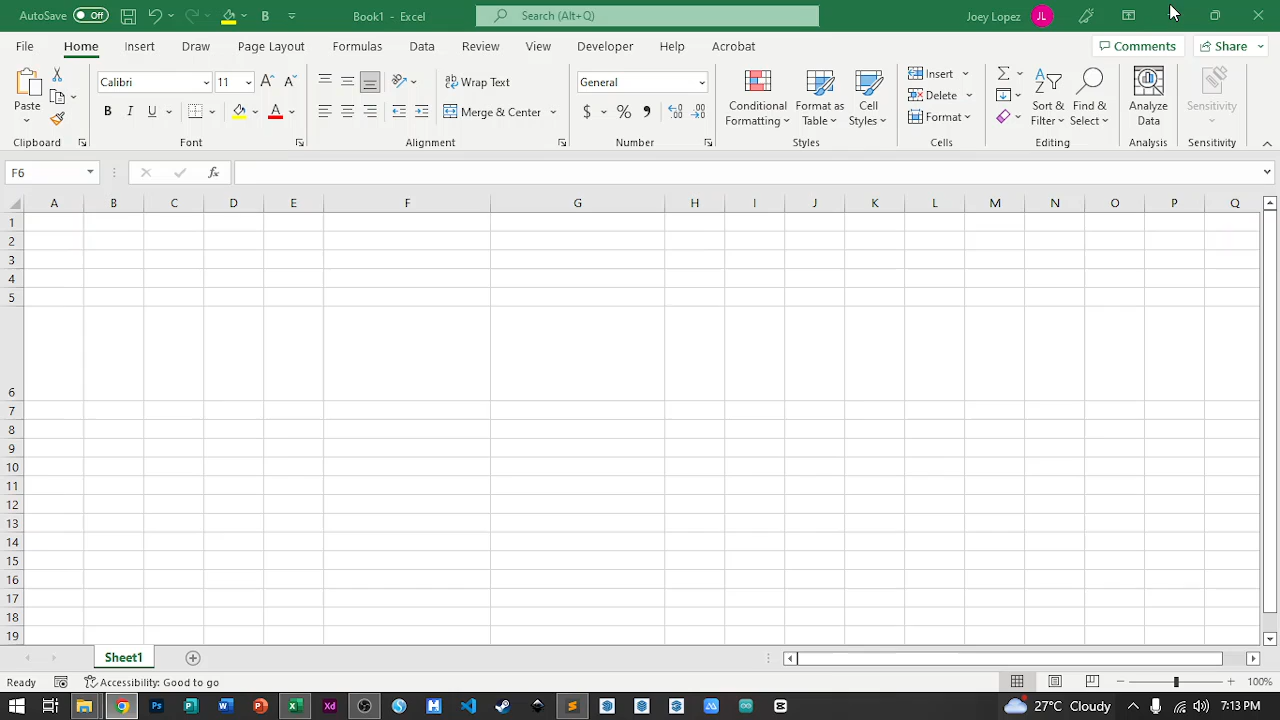 AutoSave Off B Book1 - Excel Search (Alt+Q) Joey Lopez JL
File Home Insert Draw Page Layout Formulas Data Review View Developer Help Acrobat Comments Share
Paste Calibri 11 A A Wrap Text General Conditional Formatting Format as Table Cell Styles Insert Sort & Filter Find & Select Analyze Data Sensitivity
B I U A Merge & Center $ % , Delete
Format
Clipboard Font Alignment Number Styles Cells Editing Analysis Sensitivity
F6 fx
A B C D E F G H I J K L M N O P Q
1
2
3
4
5
6
7
8
9
10
11
12
13
14
15
16
17
18
19
Sheet1
Ready Accessibility: Good to go 100%
27°C Cloudy 7:13 PM